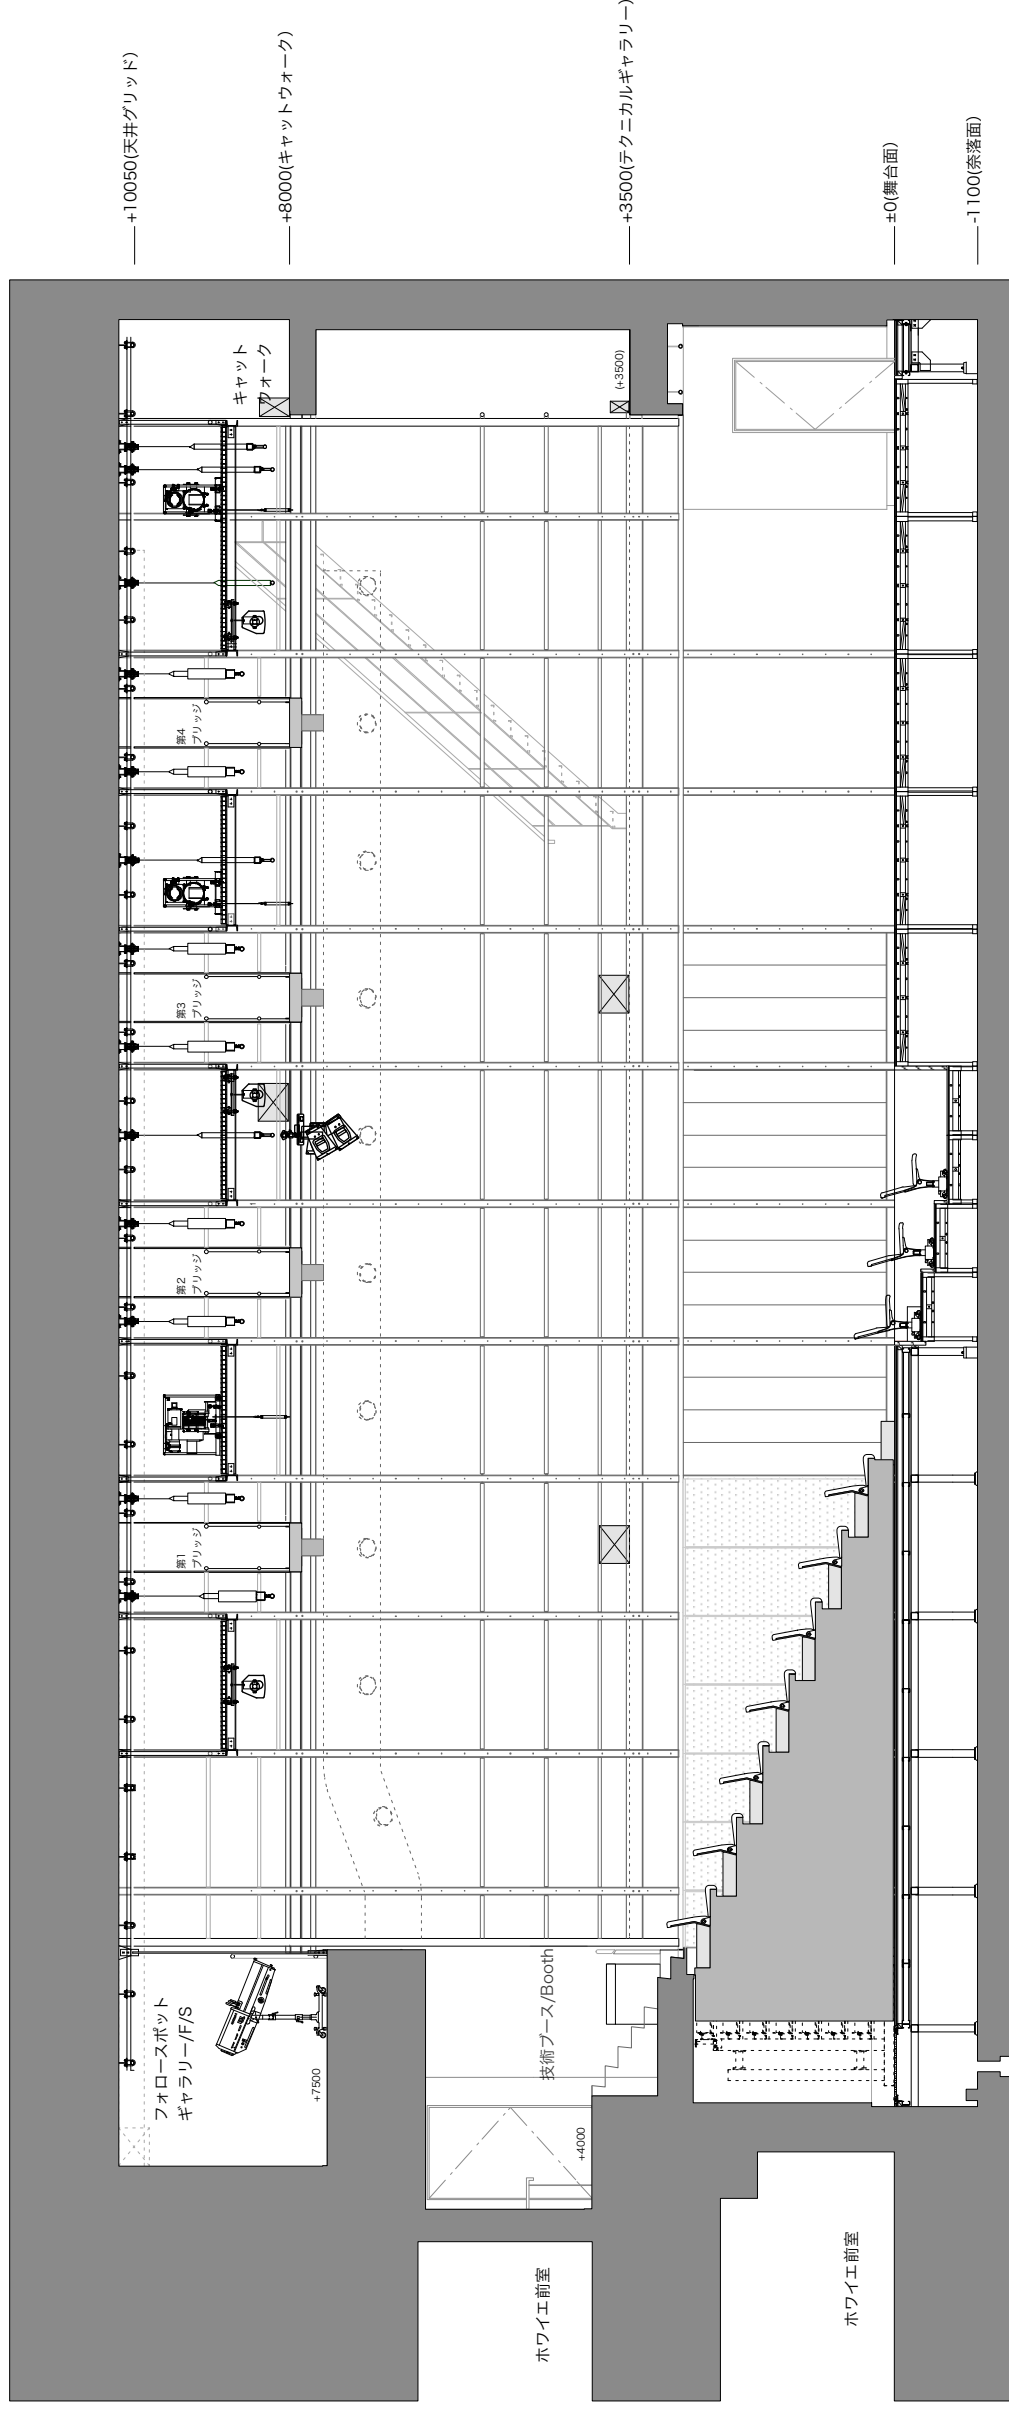 +10050(天井グリッド)
+8000(キャットウォーク)
+3500(テクニカルギャラリー)
±0(舞台面)
-1100(奈落面)
キャット
ウォーク
(+3500)
第4
ブリッジ
第3
ブリッジ
第2
ブリッジ
第1
ブリッジ
フォロースポット
ギャラリー/F/S
+7500
技術ブース/Booth
+4000
ホワイエ前室
ホワイエ前室